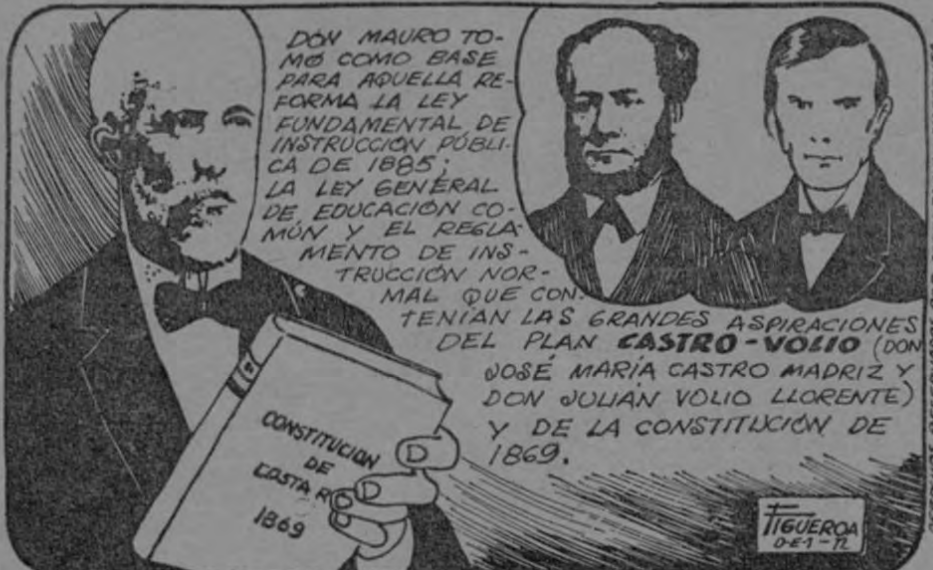 DON MAURO TO-
MÓ COMO BASE
PARA AQUELLA RE-
FORMA LA LEY
FUNDAMENTAL DE
INSTRUCCIÓN PÚBLI-
CA DE 1885;
LA LEY GENERAL
DE EDUCACIÓN CO-
MÚN Y EL REGLA-
MENTO DE INS-
TRUCCIÓN NOR-
MAL QUE CON-
TENÍAN LAS GRANDES ASPIRACIONES
DEL PLAN CASTRO-VOLIO (DON
JOSÉ MARÍA CASTRO MADRIZ Y
DON JULIÁN VOLIO LLORENTE)
Y DE LA CONSTITUCIÓN DE
1869.
CONSTITUCION
DE
COSTA R
1869
FIGUEROA